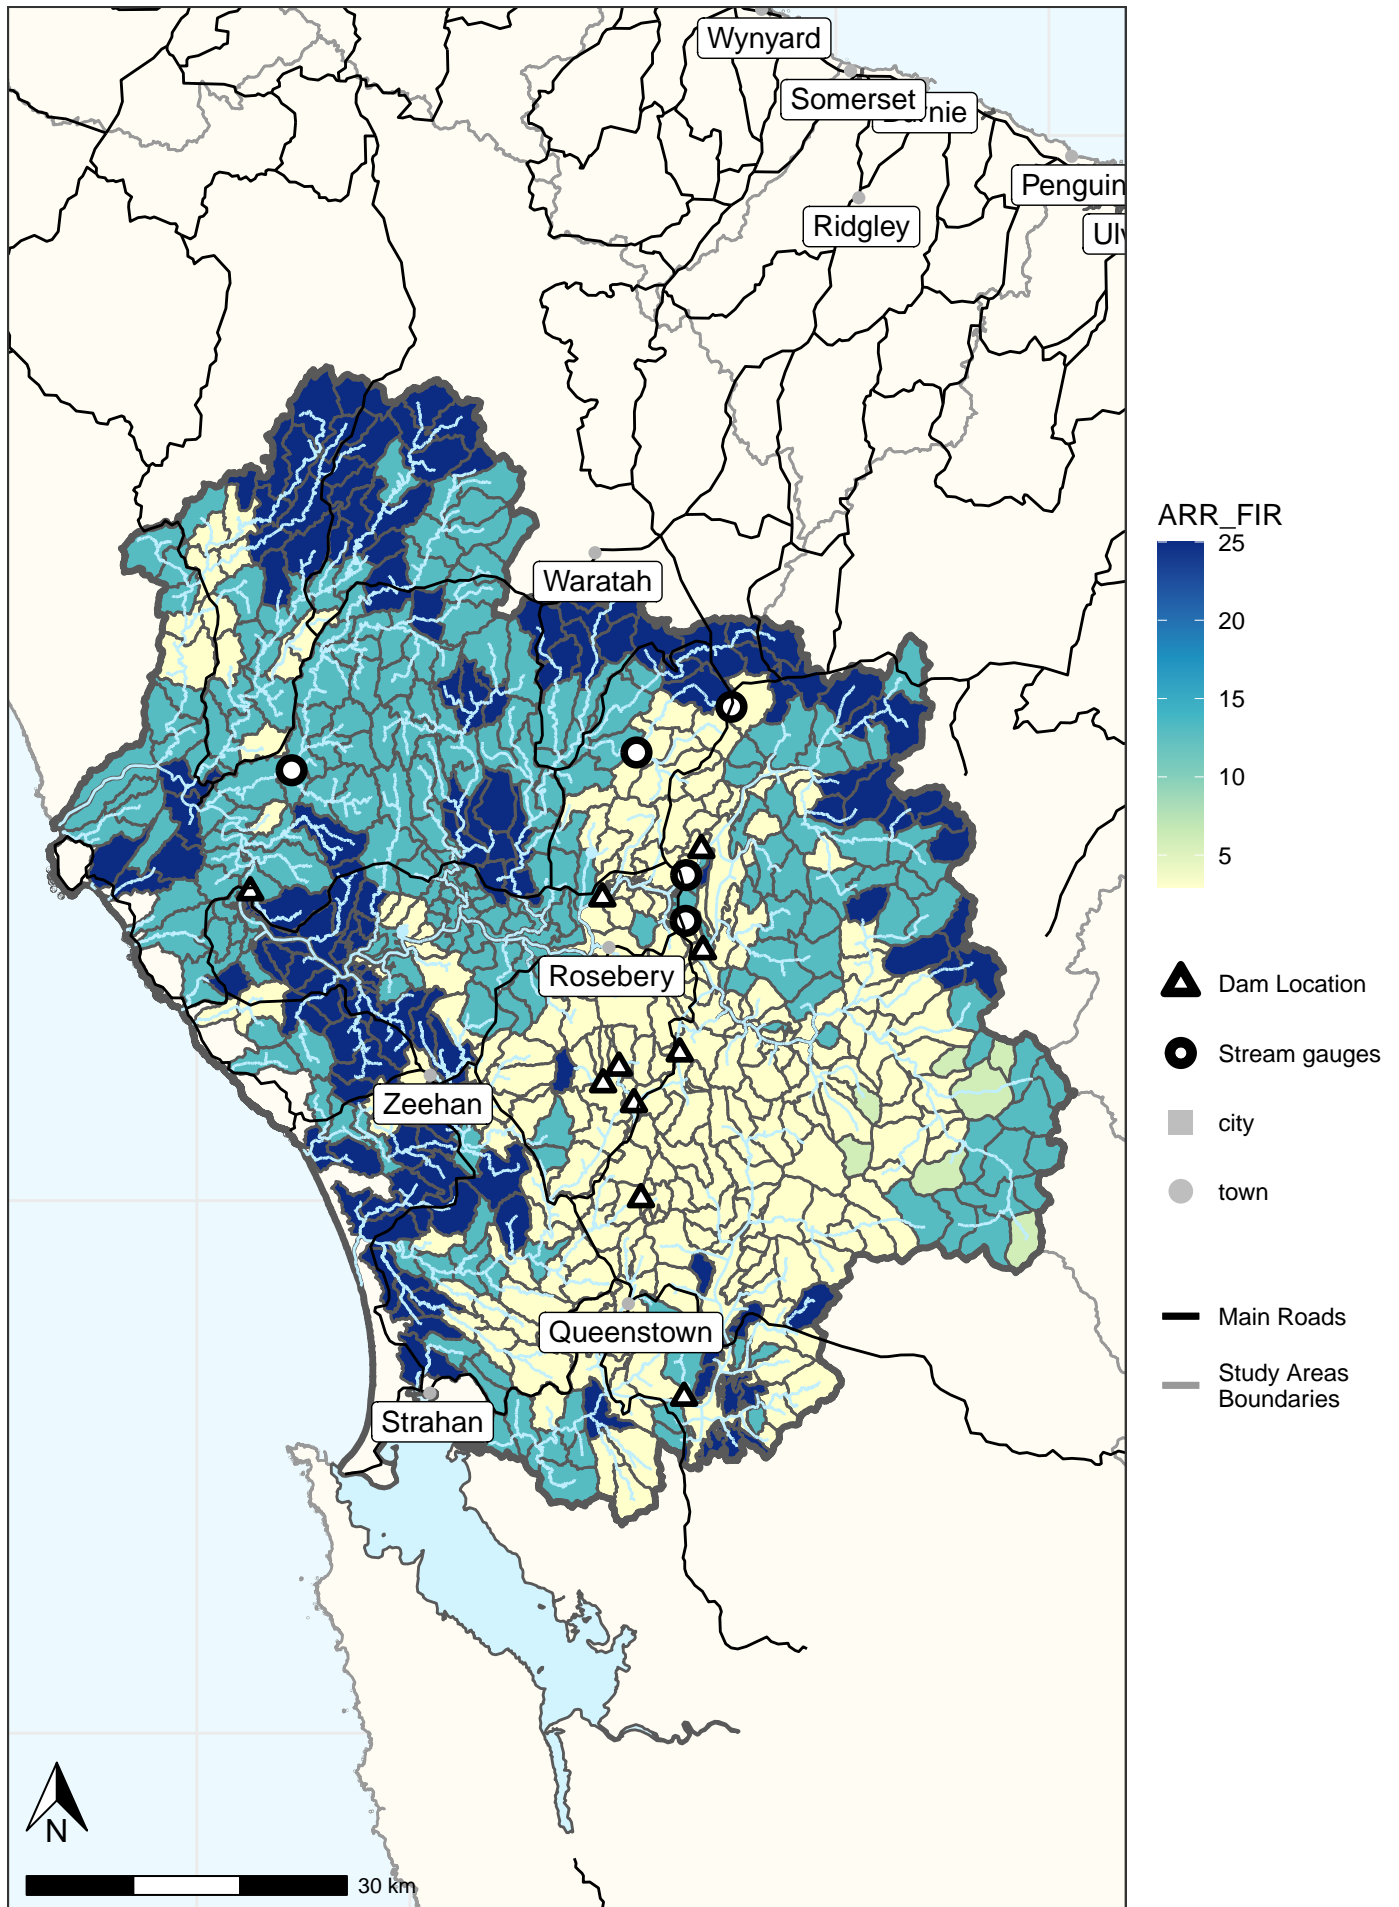 Wynyard
Somerset
nie
Penguin
Ridgley
Waratah
Rosebery
Zeehan
Queenstown
Strahan
N
30 km
ARR_FIR
25
20
15
10
5
Dam Location
Stream gauges
city
town
Main Roads
Study Areas
Boundaries